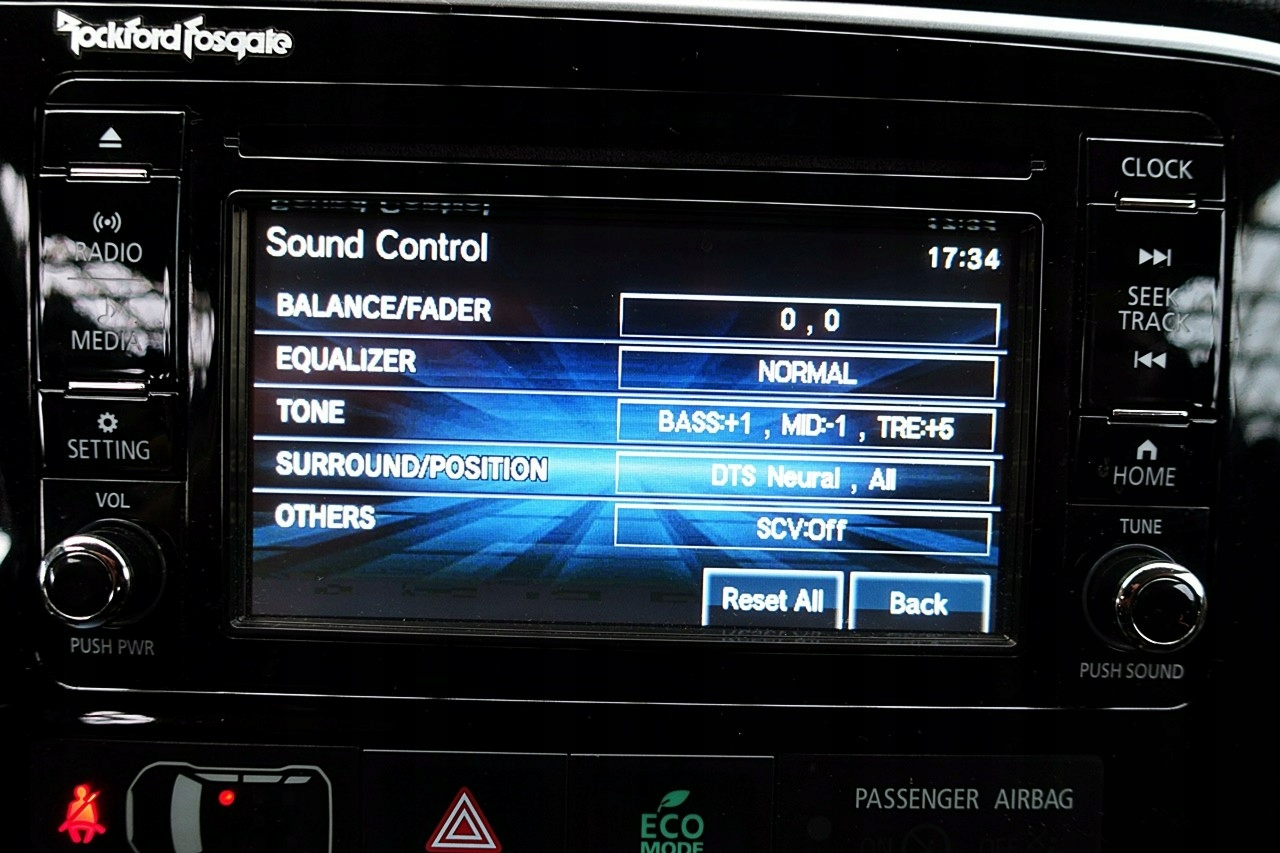 Rockford Fosgate
CLOCK
RADIO
MEDIA
SETTING
VOL
PUSH PWR
Sound Control
17:34
BALANCE/FADER 0 , 0
EQUALIZER NORMAL
TONE BASS:+1 , MID:-1 , TRE:+5
SURROUND/POSITION DTS Neural , All
OTHERS SCV:Off
Reset All Back
SEEK
TRACK
HOME
TUNE
PUSH SOUND
ECO
MODE
PASSENGER AIRBAG